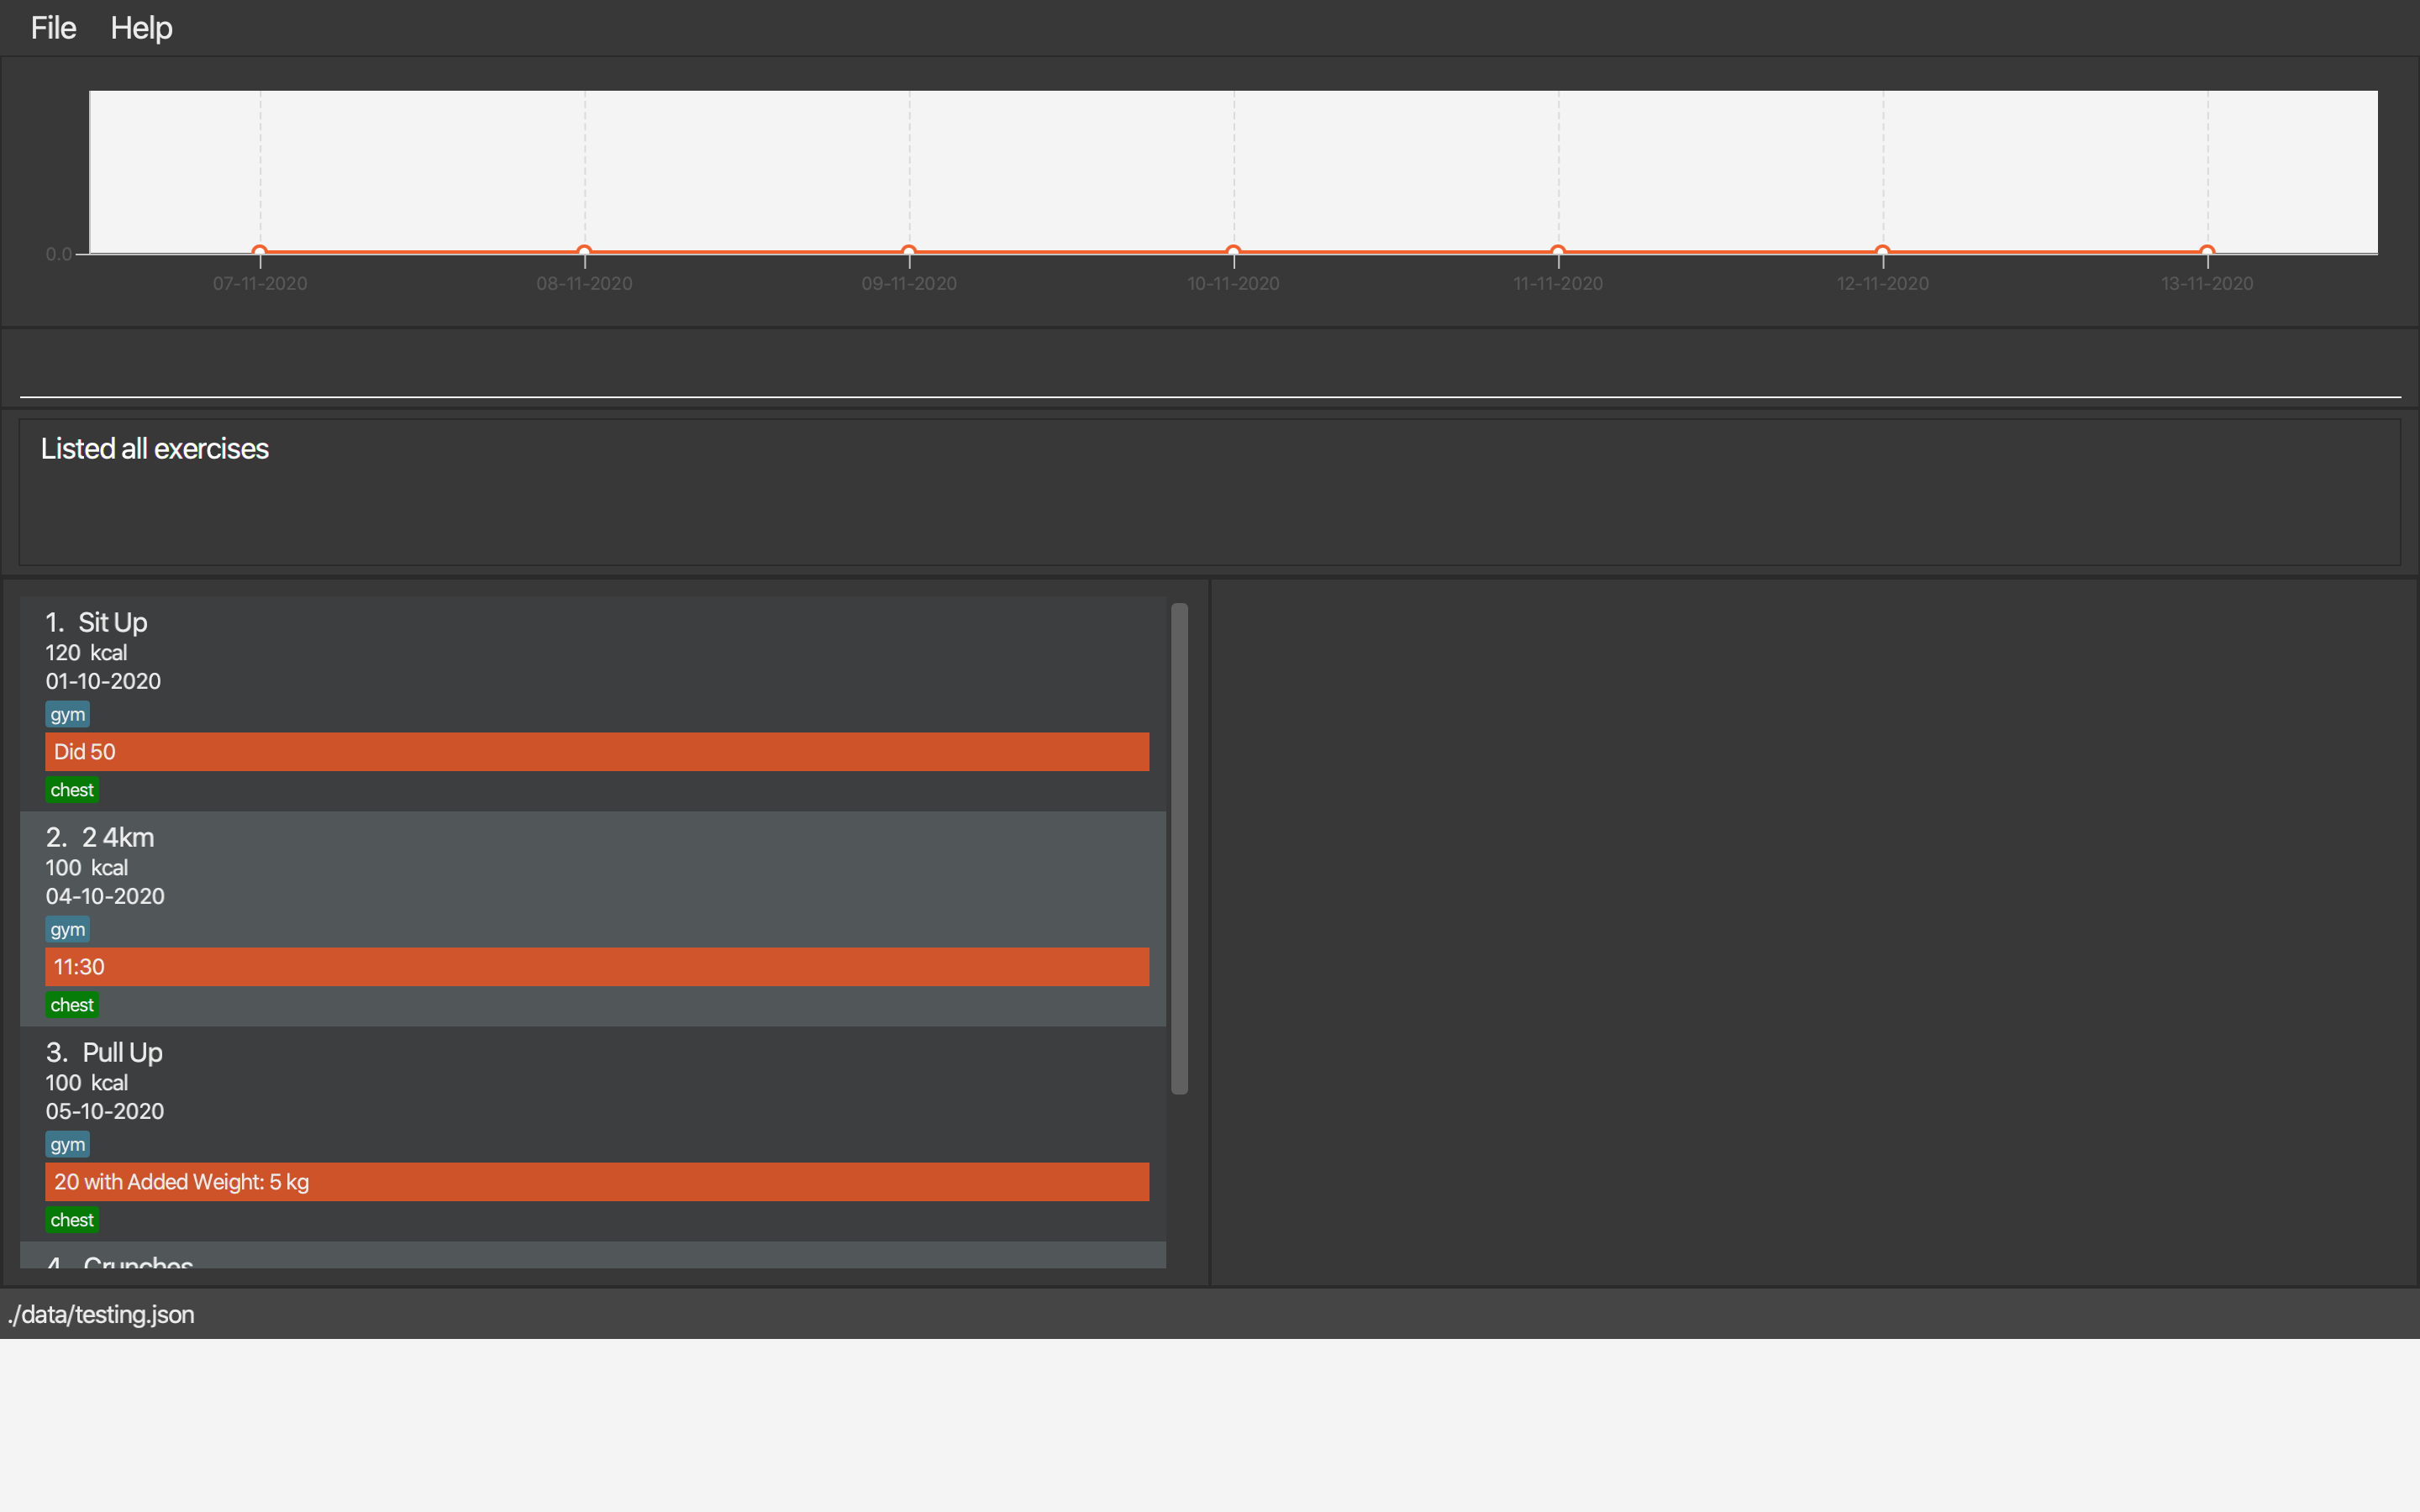 File Help
0.0
07-11-2020 08-11-2020 09-11-2020 10-11-2020 11-11-2020 12-11-2020 13-11-2020
Listed all exercises
1. Sit Up
120 kcal
01-10-2020
gym
Did 50
chest
2. 2 4km
100 kcal
04-10-2020
gym
11:30
chest
3. Pull Up
100 kcal
05-10-2020
gym
20 with Added Weight: 5 kg
chest
4. Crunches
./data/testing.json